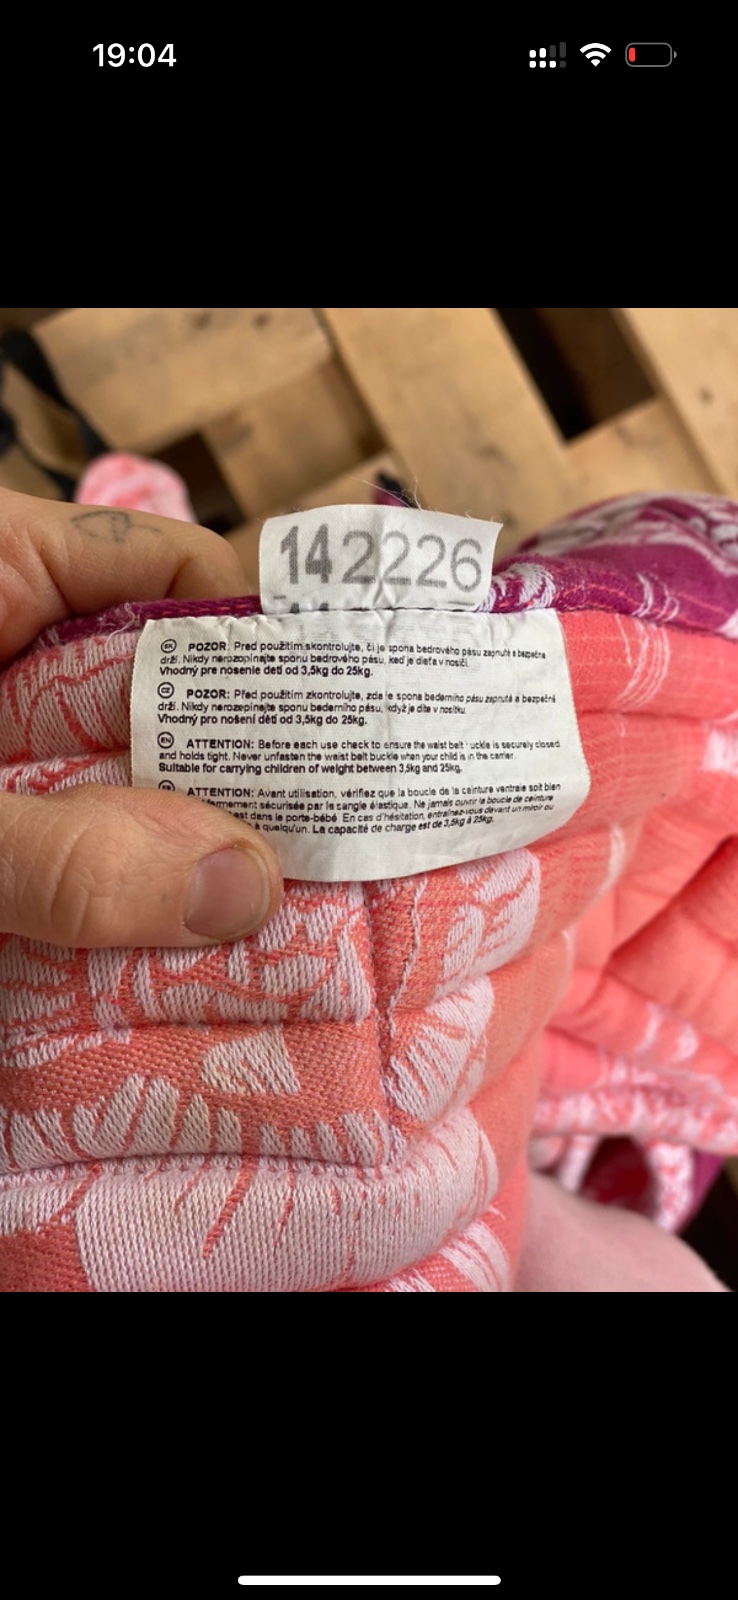 19:04
142226
SK POZOR: Pred použitím skontrolujte, či je spona bedrového pásu zapnutá a bezpečne
drží. Nikdy nerozopínajte sponu bedrového pásu, keď je dieťa v nosiči.
Vhodný pre nosenie detí od 3,5kg do 25kg.
CZ POZOR: Před použitím zkontrolujte, zda je spona bederního pásu zapnutá a bezpečně
drží. Nikdy nerozepínejte sponu bederního pásu, když je dítě v nosítku.
Vhodný pro nošení dětí od 3,5kg do 25kg.
EN ATTENTION: Before each use check to ensure the waist belt uckle is securely closed
and holds tight. Never unfasten the waist belt buckle when your child is in the carrier.
Suitable for carrying children of weight between 3,5kg and 25kg.
ATTENTION: Avant utilisation, vérifiez que la boucle de la ceinture ventrale soit bien
fermement sécurisée par la sangle élastique. Ne jamais ouvrir la boucle de ceinture
est dans le porte-bébé. En cas d'hésitation, entraînez-vous devant un miroir ou
à quelqu'un. La capacité de charge est de 3,5kg à 25kg.